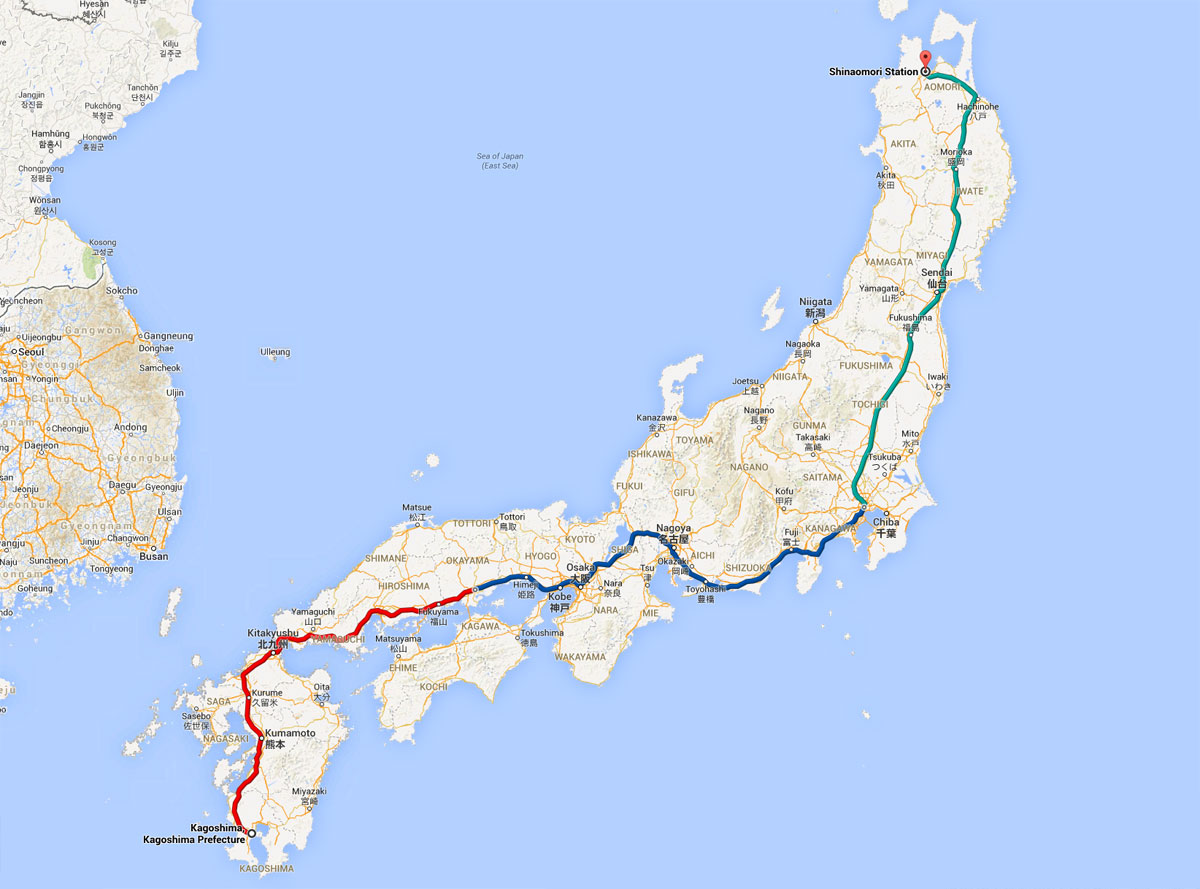 Hyesan
혜산시
Kilju
길주군
Tanchŏn
단천시
Jangjin
장진읍
Pukchŏng
북청군
Hamhŭng
함흥시
Hongwŏn
홍원군
Chongpyong
정평읍
Wŏnsan
원산시
Kosong
고성군
Sokcho
Gangwon
Yeoncheon
Uijeongbu
Gangneung
Donghae
Seoul
Gyeonggi
Samcheok
Yongin
Uljin
Chungbuk
Cheongju
Andong
Daejeon
Gyeongbuk
Daegu
Gyeongju
Jeonju
Jeonbuk
Ulsan
Gyeongnam
Changwon
Jinju
Busan
Suncheon
Tongyeong
Goheung
Ulleung
Sea of Japan
(East Sea)
Shinaomori Station
AOMORI
Hachinohe
八戸
AKITA
Morioka
盛岡
Akita
秋田
IWATE
MIYAGI
YAMAGATA
Sendai
仙台
Yamagata
山形
Niigata
新潟
Fukushima
福島
Nagaoka
長岡
FUKUSHIMA
Joetsu
上越
NIIGATA
Iwaki
いわき
TOCHIGI
Kanazawa
金沢
Nagano
長野
GUNMA
Takasaki
高崎
Mito
水戸
TOYAMA
ISHIKAWA
Tsukuba
つくば
NAGANO
SAITAMA
FUKUI
GIFU
Kofu
甲府
Matsue
松江
Tottori
鳥取
TOTTORI
KYOTO
Nagoya
名古屋
Fuji
富士
KANAGAWA
Chiba
千葉
SHIMANE
OKAYAMA
HYOGO
SHIGA
AICHI
Okazaki
岡崎
SHIZUOKA
Osaka
大阪
Tsu
津
HIROSHIMA
Himeji
姫路
Kobe
神戸
Nara
奈良
Toyohashi
豊橋
Yamaguchi
山口
Fukuyama
福山
NARA
MIE
Kitakyushu
北九州
YAMAGUCHI
Matsuyama
松山
KAGAWA
Tokushima
徳島
WAKAYAMA
EHIME
KOCHI
Kurume
久留米
Oita
大分
SAGA
Sasebo
佐世保
NAGASAKI
Kumamoto
熊本
Miyazaki
宮崎
Kagoshima,
Kagoshima Prefecture
KAGOSHIMA